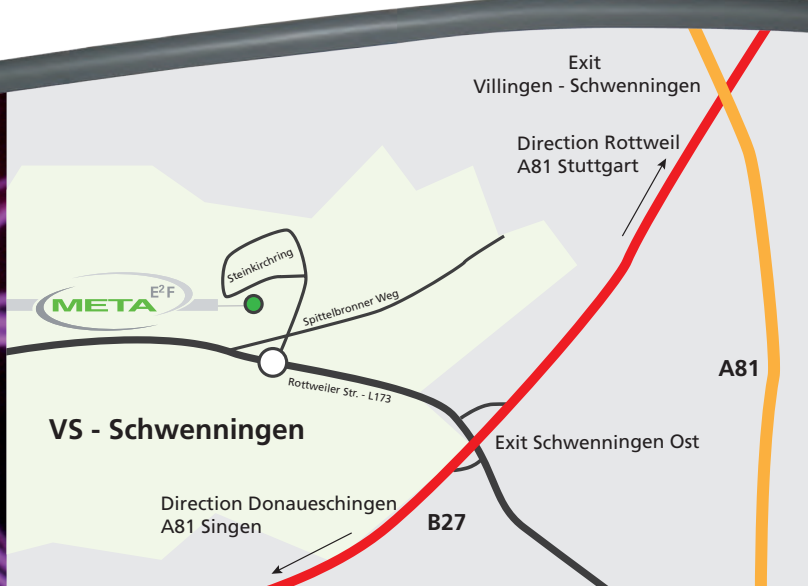 Exit
Villingen - Schwenningen
Direction Rottweil
A81 Stuttgart
Steinkirchring
E²F
META
Spittelbronner Weg
A81
Rottweiler Str. - L173
VS - Schwenningen
Exit Schwenningen Ost
Direction Donaueschingen
A81 Singen
B27